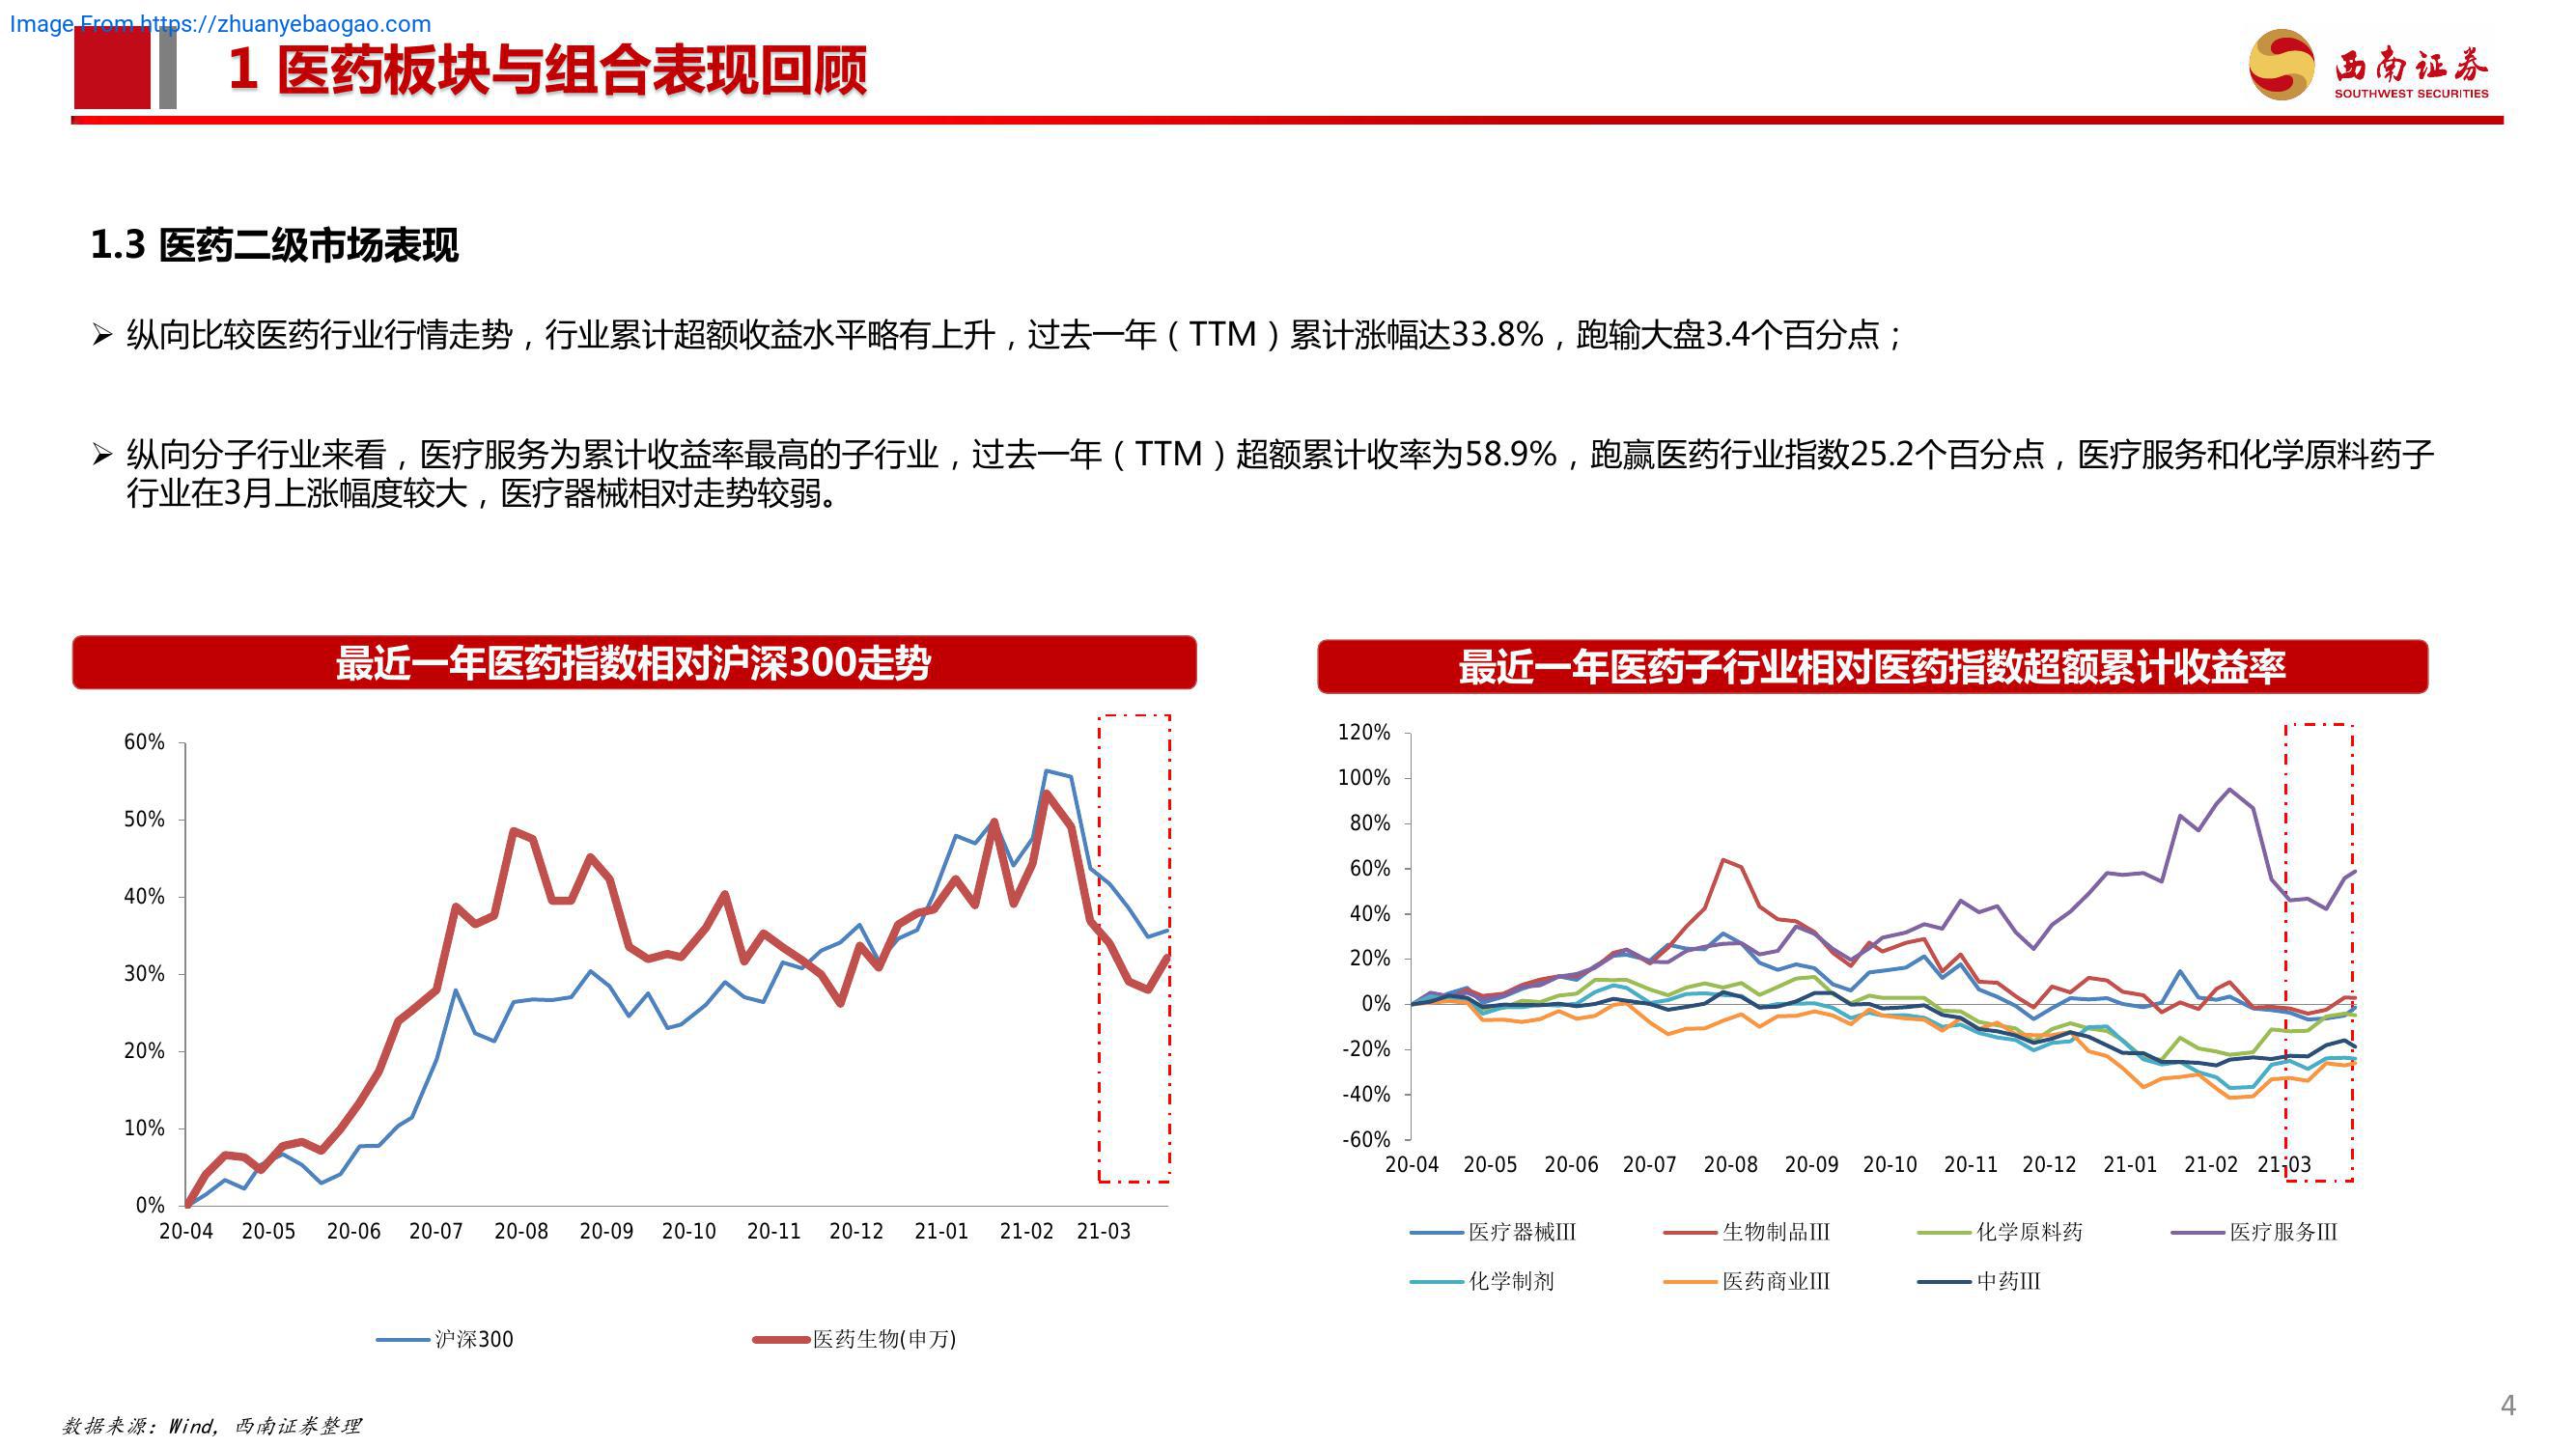 Image From https://zhuanyebaogao.com
1 医药板块与组合表现回顾
西南证券
SOUTHWEST SECURITIES
1.3 医药二级市场表现
➢ 纵向比较医药行业行情走势，行业累计超额收益水平略有上升，过去一年（TTM）累计涨幅达33.8%，跑输大盘3.4个百分点；
➢ 纵向分子行业来看，医疗服务为累计收益率最高的子行业，过去一年（TTM）超额累计收率为58.9%，跑赢医药行业指数25.2个百分点，医疗服务和化学原料药子
行业在3月上涨幅度较大，医疗器械相对走势较弱。
最近一年医药指数相对沪深300走势
60%
50%
40%
30%
20%
10%
0%
20-04 20-05 20-06 20-07 20-08 20-09 20-10 20-11 20-12 21-01 21-02 21-03
沪深300 医药生物(申万)
最近一年医药子行业相对医药指数超额累计收益率
120%
100%
80%
60%
40%
20%
0%
-20%
-40%
-60%
20-04 20-05 20-06 20-07 20-08 20-09 20-10 20-11 20-12 21-01 21-02 21-03
医疗器械III 生物制品III 化学原料药 医疗服务III
化学制剂 医药商业III 中药III
数据来源：Wind，西南证券整理
4